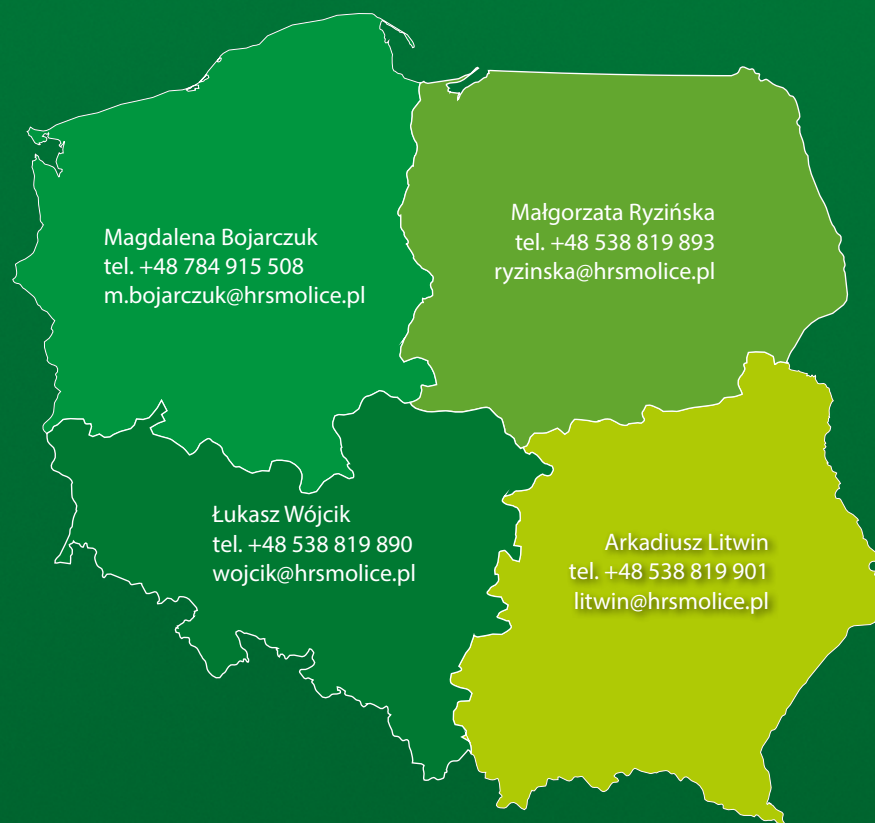 Magdalena Bojarczuk
tel. +48 784 915 508
m.bojarczuk@hrsmolice.pl
Małgorzata Ryzińska
tel. +48 538 819 893
ryzinska@hrsmolice.pl
Łukasz Wójcik
tel. +48 538 819 890
wojcik@hrsmolice.pl
Arkadiusz Litwin
tel. +48 538 819 901
litwin@hrsmolice.pl